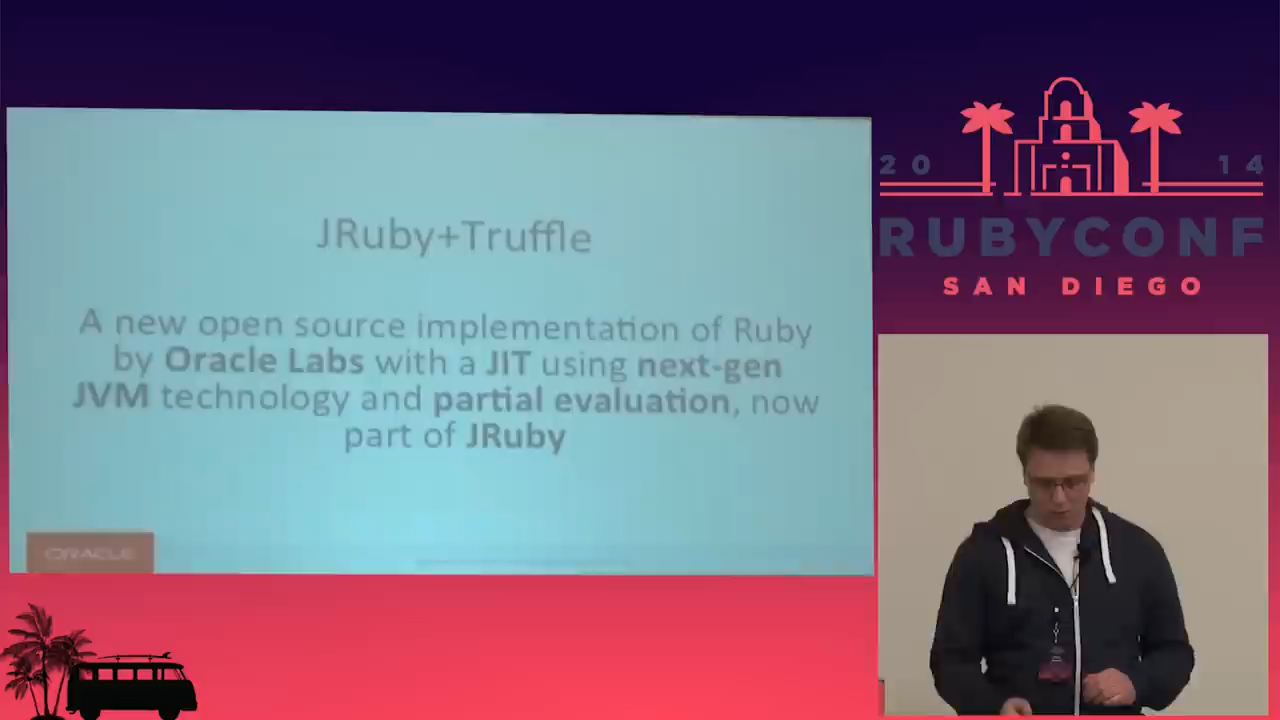 JRuby+Truffle
A new open source implementation of Ruby
by Oracle Labs with a JIT using next-gen
JVM technology and partial evaluation, now
part of JRuby
ORACLE
20 14
RUBYCONF
SAN DIEGO